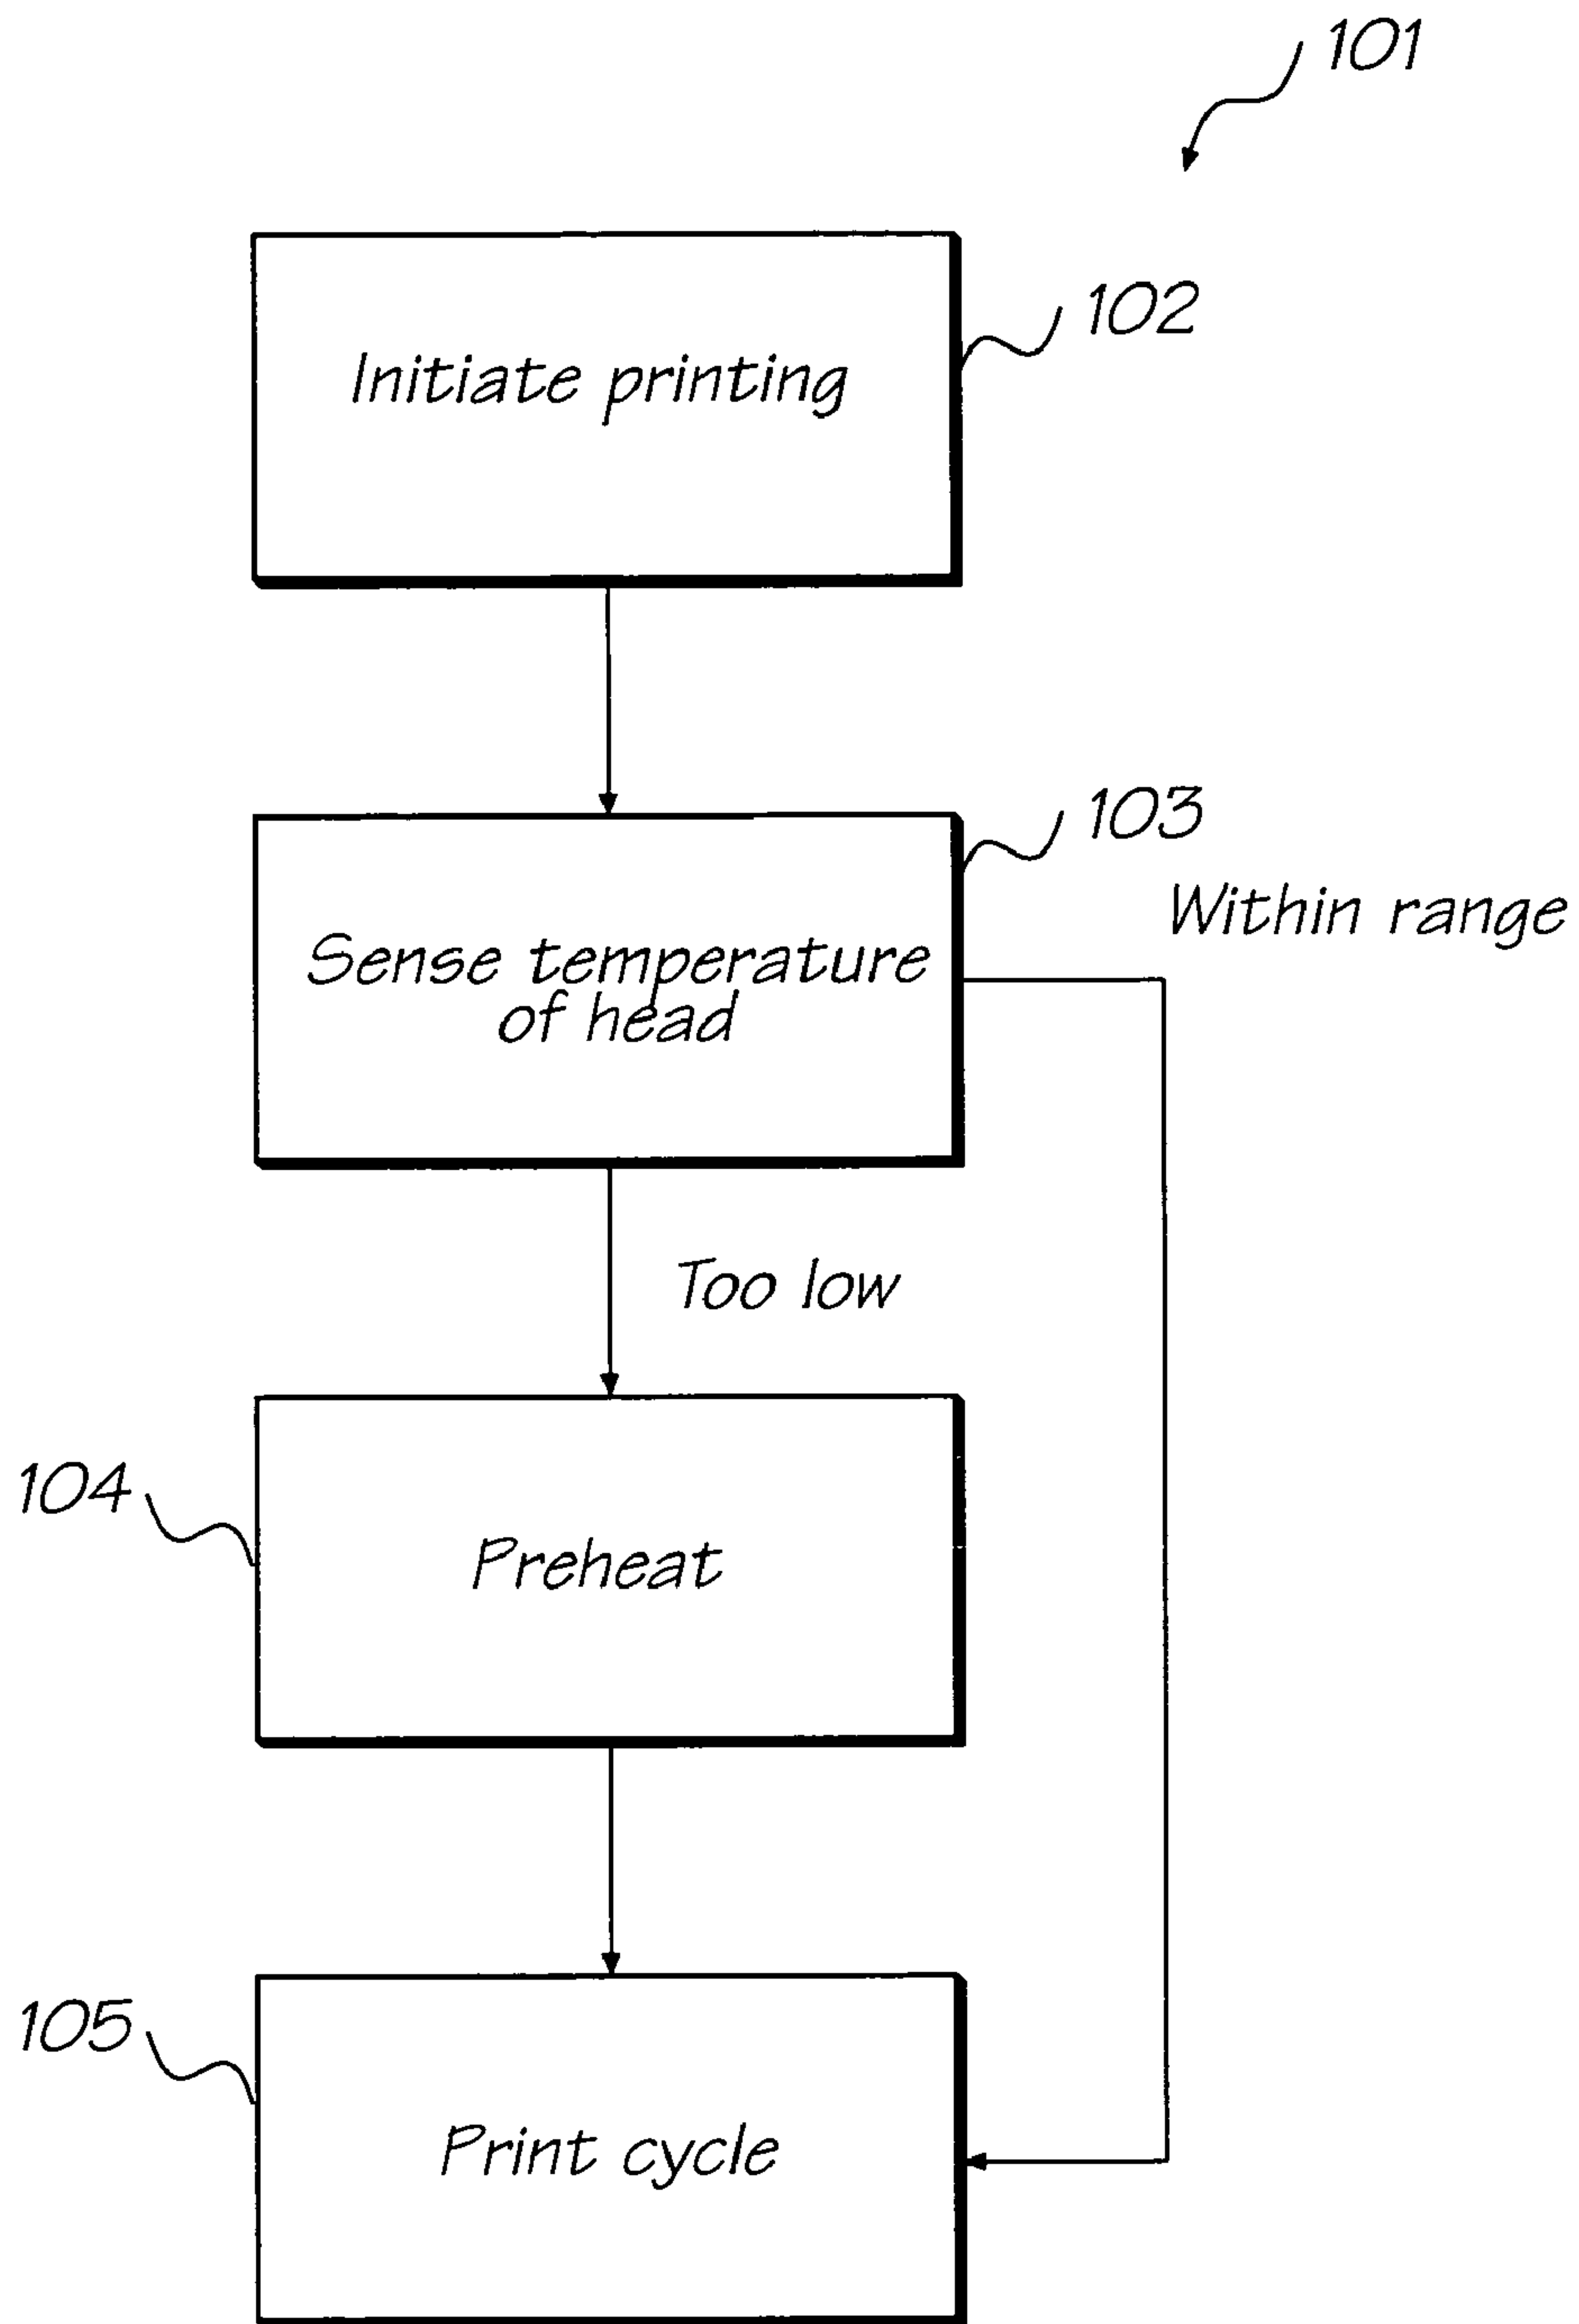 101
Initiate printing
102
103
Within range
Sense temperature
of head
Too low
104
Preheat
105
Print cycle